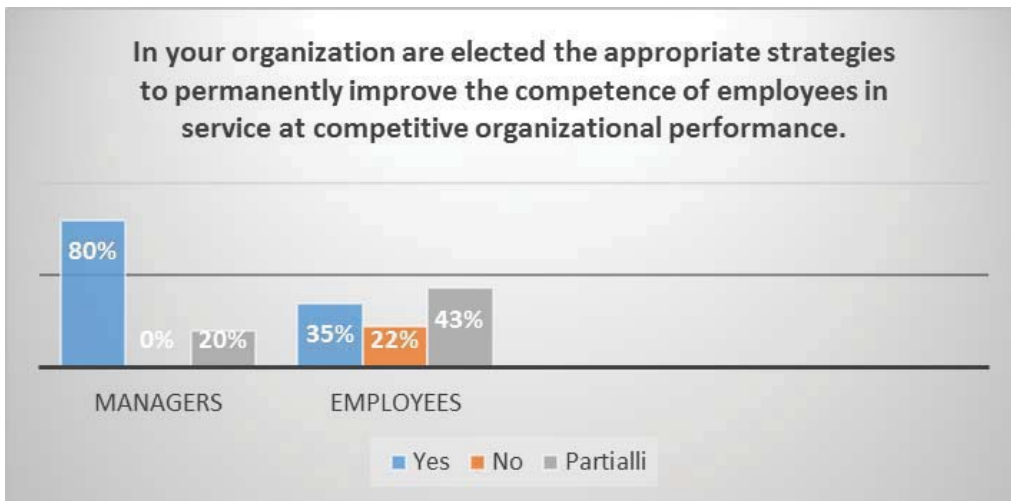 In your organization are elected the appropriate strategies
to permanently improve the competence of employees in
service at competitive organizational performance.
80%
0%
20%
35%
22%
43%
MANAGERS
EMPLOYEES
Yes
No
Partialli